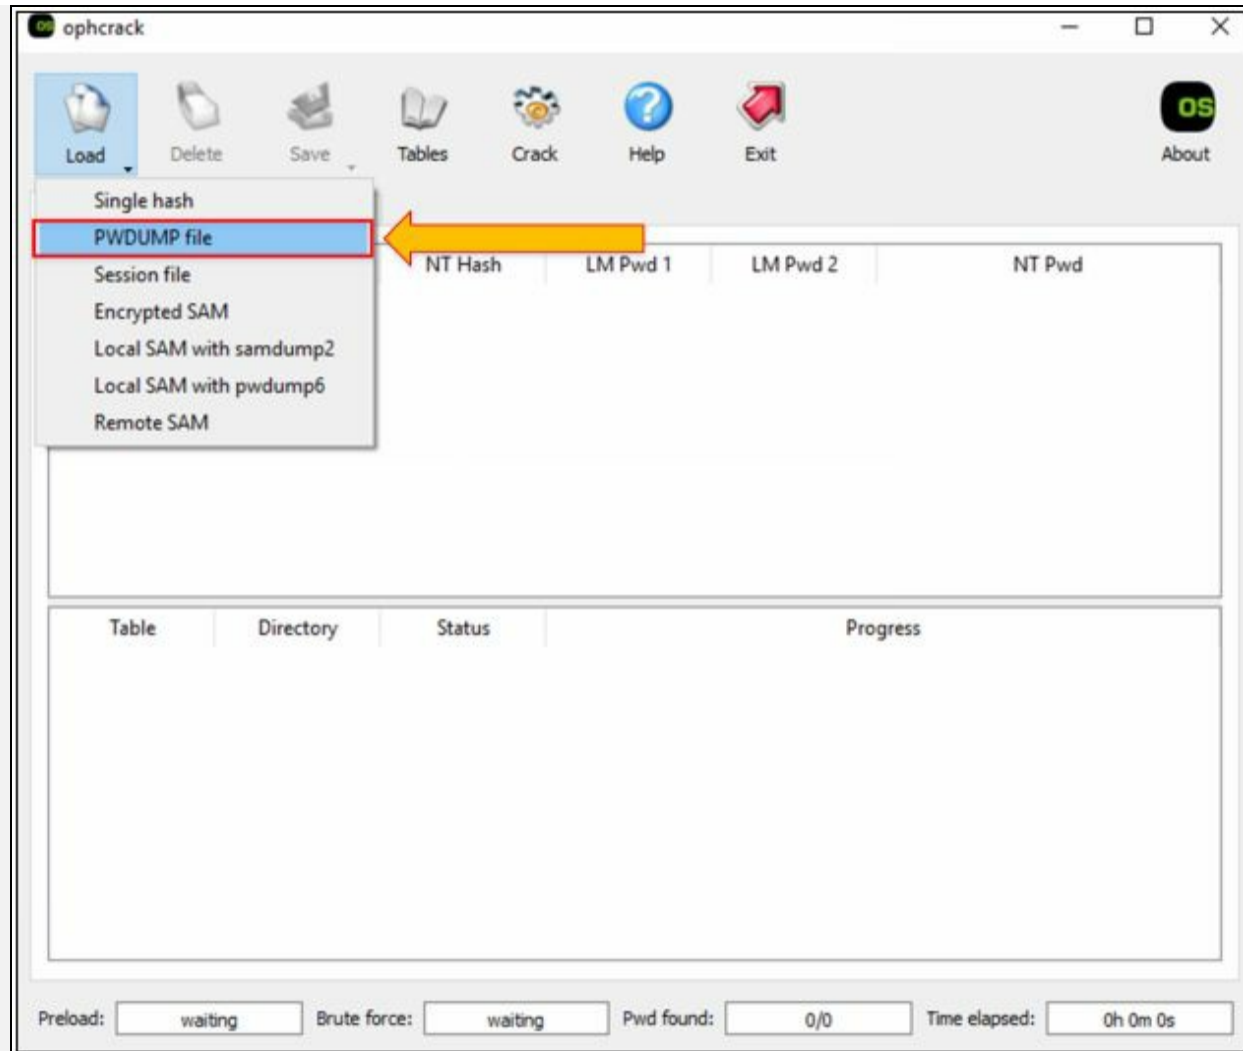 os ophcrack
Load Delete Save Tables Crack Help Exit OS About
Single hash
PWDUMP file
NT Hash LM Pwd 1 LM Pwd 2 NT Pwd
Session file
Encrypted SAM
Local SAM with samdump2
Local SAM with pwdump6
Remote SAM
Table Directory Status Progress
Preload: waiting Brute force: waiting Pwd found: 0/0 Time elapsed: 0h 0m 0s